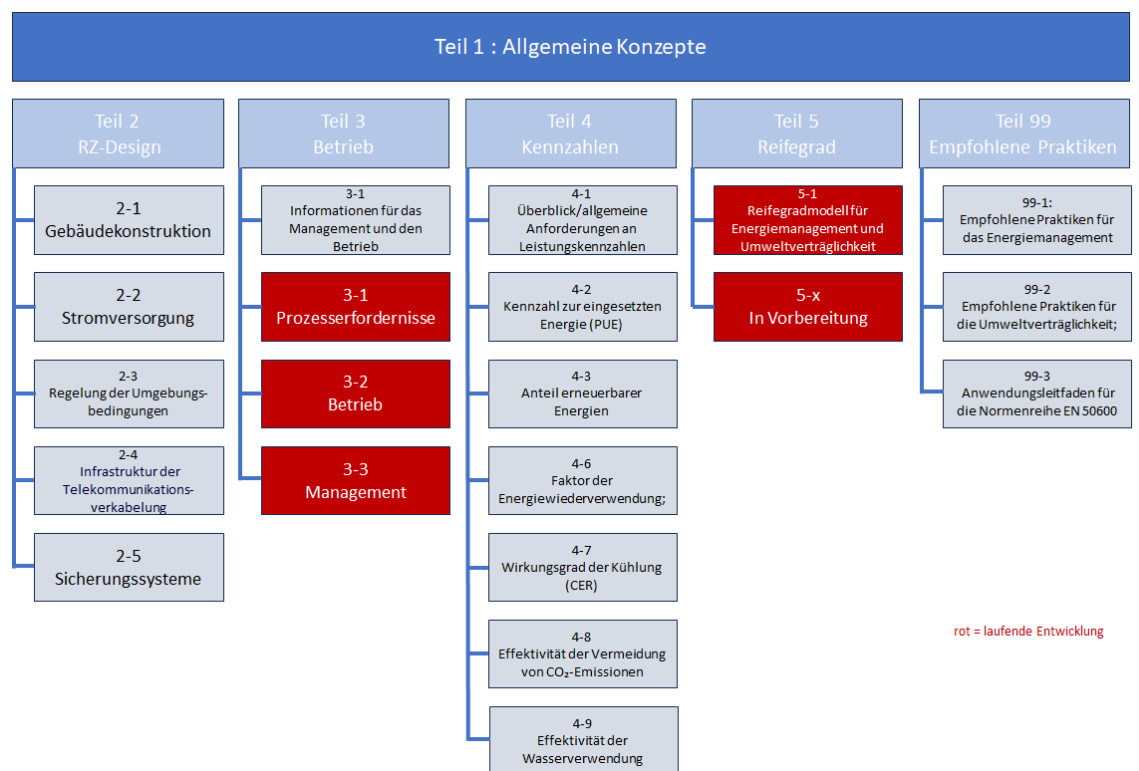 Teil 1 : Allgemeine Konzepte
Teil 2
RZ-Design
2-1
Gebäudekonstruktion
2-2
Stromversorgung
2-3
Regelung der Umgebungs-
bedingungen
2-4
Infrastruktur der
Telekommunikations-
verkabelung
2-5
Sicherungssysteme
Teil 3
Betrieb
3-1
Informationen für das
Management und den
Betrieb
3-1
Prozesserfordernisse
3-2
Betrieb
3-3
Management
Teil 4
Kennzahlen
4-1
Überblick/allgemeine
Anforderungen an
Leistungskennzahlen
4-2
Kennzahl zur eingesetzten
Energie (PUE)
4-3
Anteil erneuerbarer
Energien
4-6
Faktor der
Energiewiederverwendung;
4-7
Wirkungsgrad der Kühlung
(CER)
4-8
Effektivität der Vermeidung
von CO₂-Emissionen
4-9
Effektivität der
Wasserverwendung
Teil 5
Reifegrad
5-1
Reifegradmodell für
Energiemanagement und
Umweltverträglichkeit
5-x
In Vorbereitung
Teil 99
Empfohlene Praktiken
99-1:
Empfohlene Praktiken für
das Energiemanagement
99-2
Empfohlene Praktiken für
die Umweltverträglichkeit;
99-3
Anwendungsleitfaden für
die Normenreihe EN 50600
rot = laufende Entwicklung